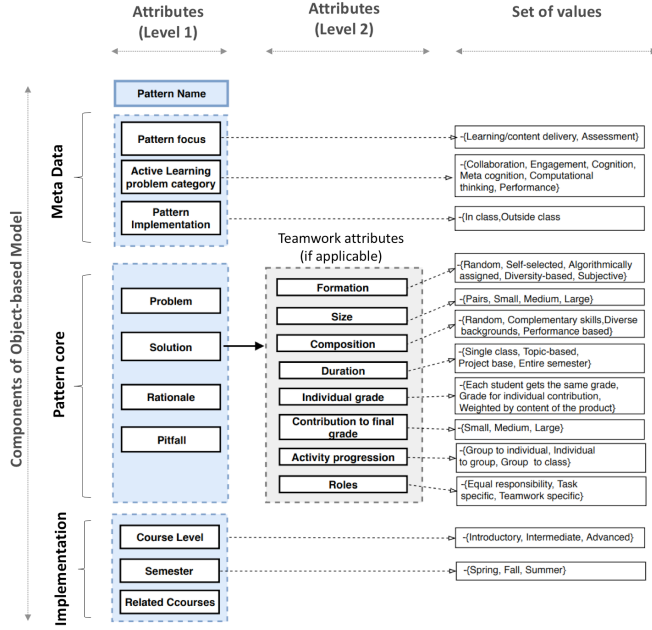 Attributes
(Level 1)
Attributes
(Level 2)
Set of values
Components of Object-based Model
Pattern Name
Meta Data
Pattern focus
-{Learning/content delivery, Assessment}
Active Learning
problem category
-{Collaboration, Engagement, Cognition,
Meta cognition, Computational
thinking, Performance}
Pattern
Implementation
-{In class,Outside class
Pattern core
Problem
Solution
Rationale
Pitfall
Teamwork attributes
(if applicable)
Formation
-{Random, Self-selected, Algorithmically
assigned, Diversity-based, Subjective}
Size
-{Pairs, Small, Medium, Large}
Composition
-{Random, Complementary skills,Diverse
backgrounds, Performance based}
Duration
-{Single class, Topic-based,
Project base, Entire semester}
Individual grade
-{Each student gets the same grade,
Grade for individual contribution,
Weighted by content of the product}
Contribution to final
grade
-{Small, Medium, Large}
Activity progression
-{Group to individual, Individual
to group, Group to class}
Roles
-{Equal responsibility, Task
specific, Teamwork specific}
Implementation
Course Level
-{Introductory, Intermediate, Advanced}
Semester
-{Spring, Fall, Summer}
Related Ccourses